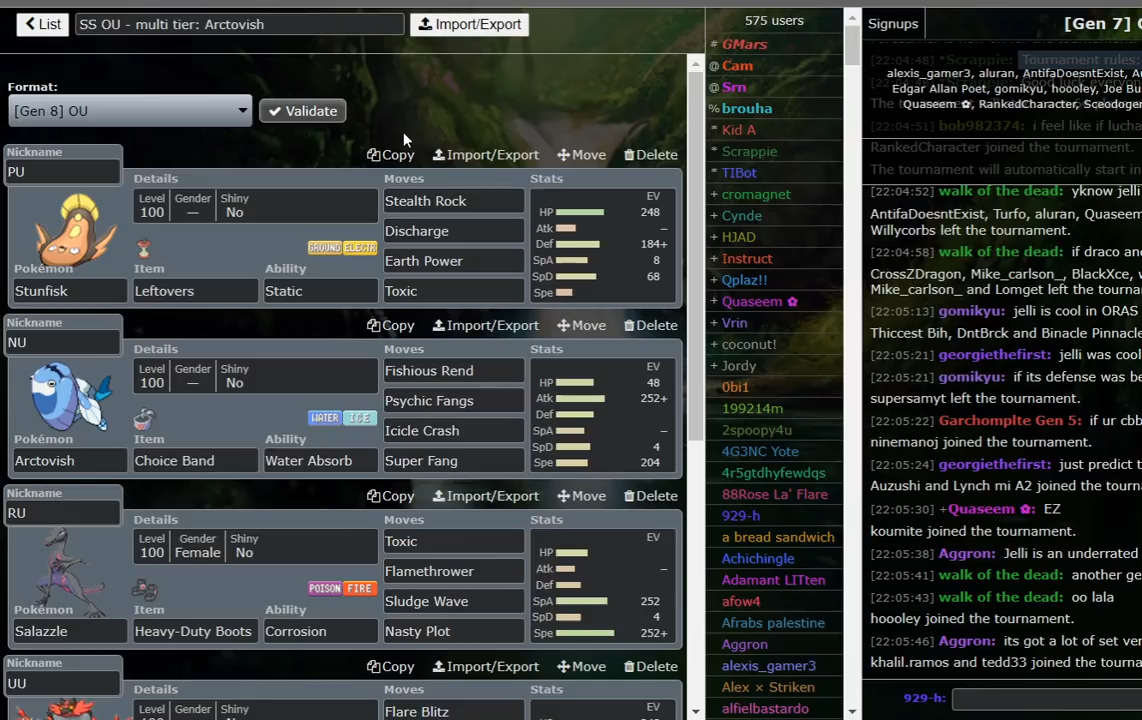 List
SS OU - multi tier: Arctovish
Import/Export
Format:
[Gen 8] OU
Validate
Copy Import/Export Move Delete
Nickname
PU
Details
Level Gender Shiny
100 — No
GROUND ELECTR
Pokémon Item Ability
Stunfisk Leftovers Static
Moves
Stealth Rock
Discharge
Earth Power
Toxic
Stats
EV
HP 248
Atk –
Def 184+
SpA 8
SpD 68
Spe
Copy Import/Export Move Delete
Nickname
NU
Details
Level Gender Shiny
100 — No
WATER ICE
Pokémon Item Ability
Arctovish Choice Band Water Absorb
Moves
Fishious Rend
Psychic Fangs
Icicle Crash
Super Fang
Stats
EV
HP 48
Atk 252+
Def
SpA –
SpD 4
Spe 204
Copy Import/Export Move Delete
Nickname
RU
Details
Level Gender Shiny
100 Female No
POISON FIRE
Pokémon Item Ability
Salazzle Heavy-Duty Boots Corrosion
Moves
Toxic
Flamethrower
Sludge Wave
Nasty Plot
Stats
EV
HP
Atk –
Def
SpA 252
SpD 4
Spe 252+
Copy Import/Export Move Delete
Nickname
UU
Details
Moves
Flare Blitz
Stats
EV
575 users
# GMars
@ Cam
@ Srn
% brouha
* Kid A
* Scrappie
* TIBot
+ cromagnet
+ Cynde
+ HJAD
+ Instruct
+ Qplaz!!
+ Quaseem ✿
+ Vrin
+ coconut!
+ Jordy
0bi1
199214m
2spoopy4u
4G3NC Yote
4r5gtdhyfewdqs
88Rose La' Flare
929-h
a bread sandwich
Achichingle
Adamant LITten
afow4
Afrabs palestine
Aggron
alexis_gamer3
Alex × Striken
alfielbastardo
Signups
[Gen 7]
[22:04:48] *Scrappie: Tournament rules:
alexis_gamer3, aluran, AntifaDoesntExist,
Edgar Allan Poet, gomikyu, hoooley, Joe Bu
Quaseem ✿, RankedCharacter, Scedoger
[22:04:51] bob982374: i feel like if lucha
RankedCharacter joined the tournament.
The tournament will automatically start in
[22:04:52] walk of the dead: yknow jelli
AntifaDoesntExist, Turfo, aluran, Quaseem
Willycorbs left the tournament.
[22:04:58] walk of the dead: if draco and
CrossZDragon, Mike_carlson_, BlackXce,
Mike_carlson_ and Lomget left the tourna
[22:05:13] gomikyu: jelli is cool in ORAS
Thiccest Bih, DntBrck and Binacle Pinnacle
[22:05:21] georgiethefirst: jelli was cool
[22:05:21] gomikyu: if its defense was be
supersamyt left the tournament.
[22:05:22] Garchomplte Gen 5: if ur cbb
ninemanoj joined the tournament.
[22:05:24] georgiethefirst: just predict t
Auzushi and Lynch mi A2 joined the tourn
[22:05:30] +Quaseem ✿: EZ
koumite joined the tournament.
[22:05:38] Aggron: Jelli is an underrated
[22:05:41] walk of the dead: another ge
[22:05:43] walk of the dead: oo lala
hoooley joined the tournament.
[22:05:46] Aggron: its got a lot of set ver
khalil.ramos and tedd33 joined the tourna
929-h: